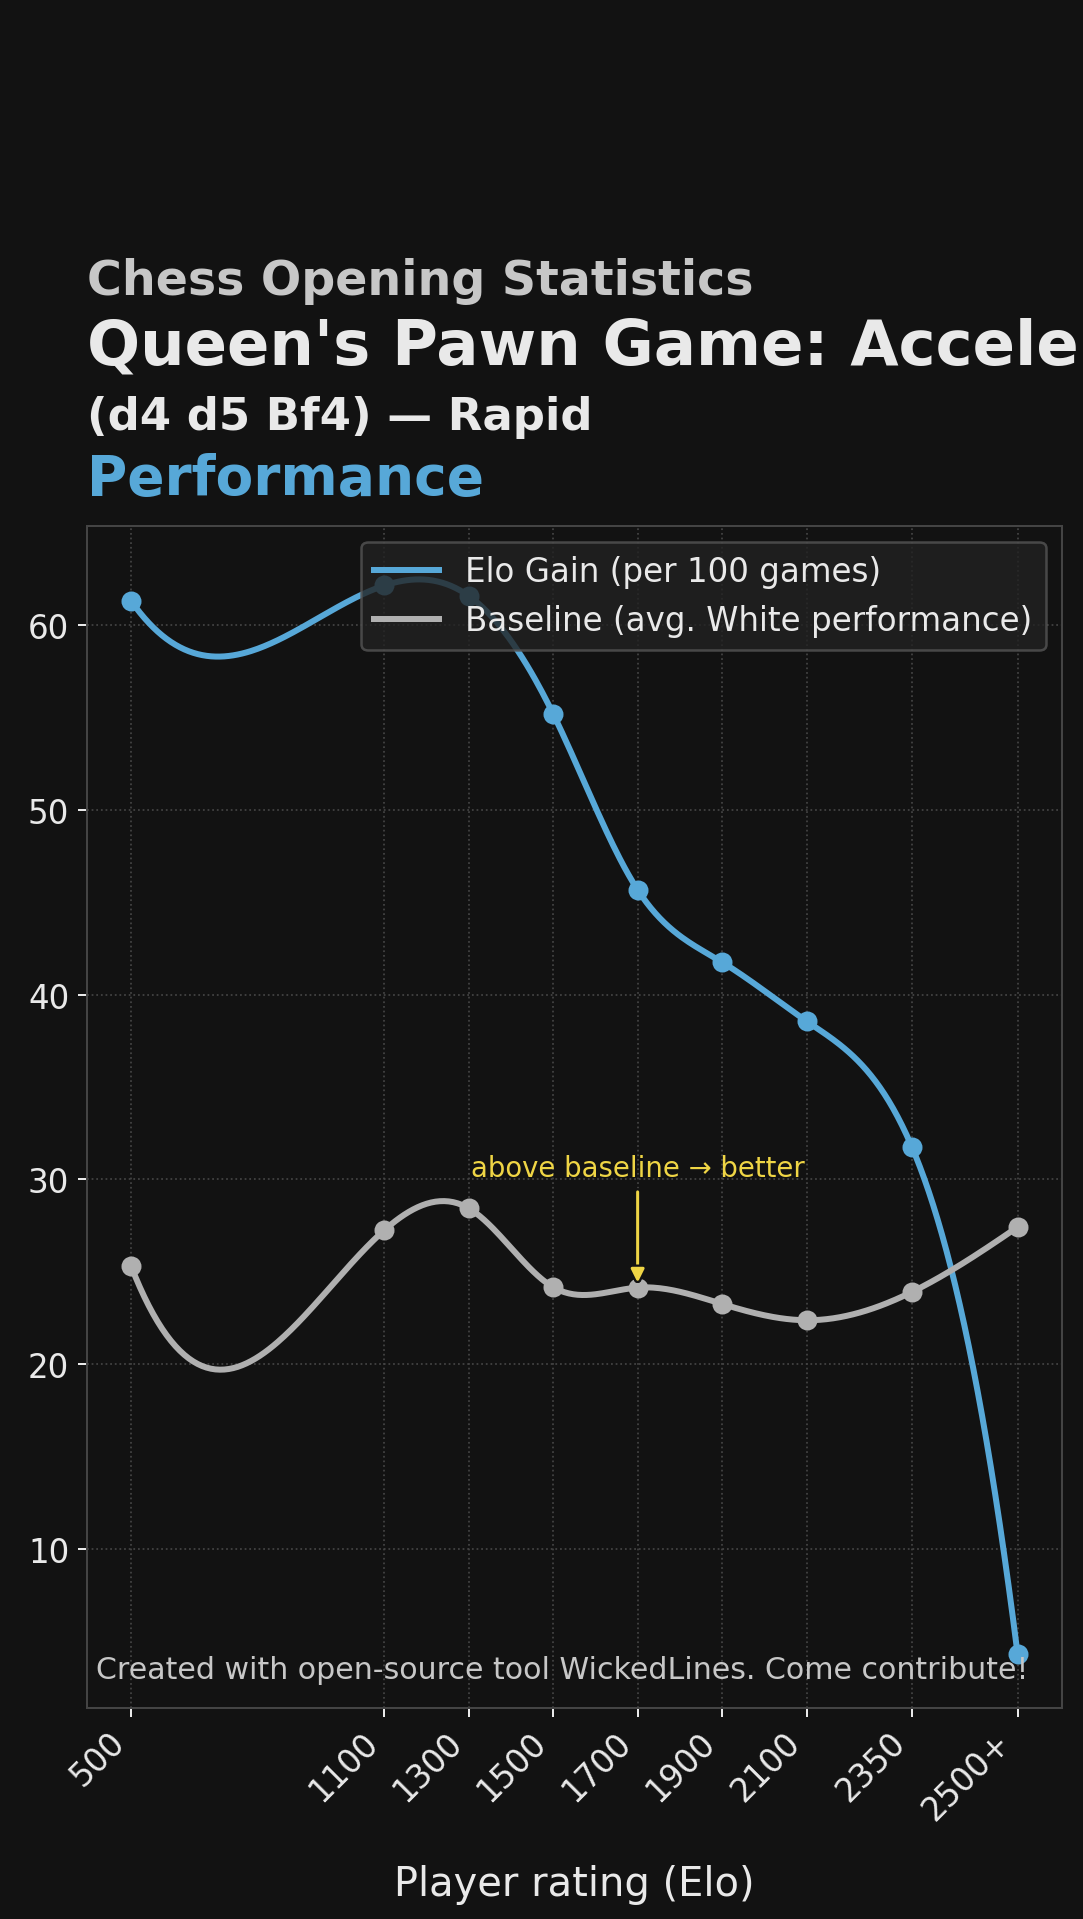 Chess Opening Statistics
Queen's Pawn Game: Accele
(d4 d5 Bf4) — Rapid
Performance
Elo Gain (per 100 games)
Baseline (avg. White performance)
60
50
40
above baseline → better
30
20
10
Created with open-source tool WickedLines. Come contribute!
500 1100 1300 1500 1700 1900 2100 2350 2500+
Player rating (Elo)